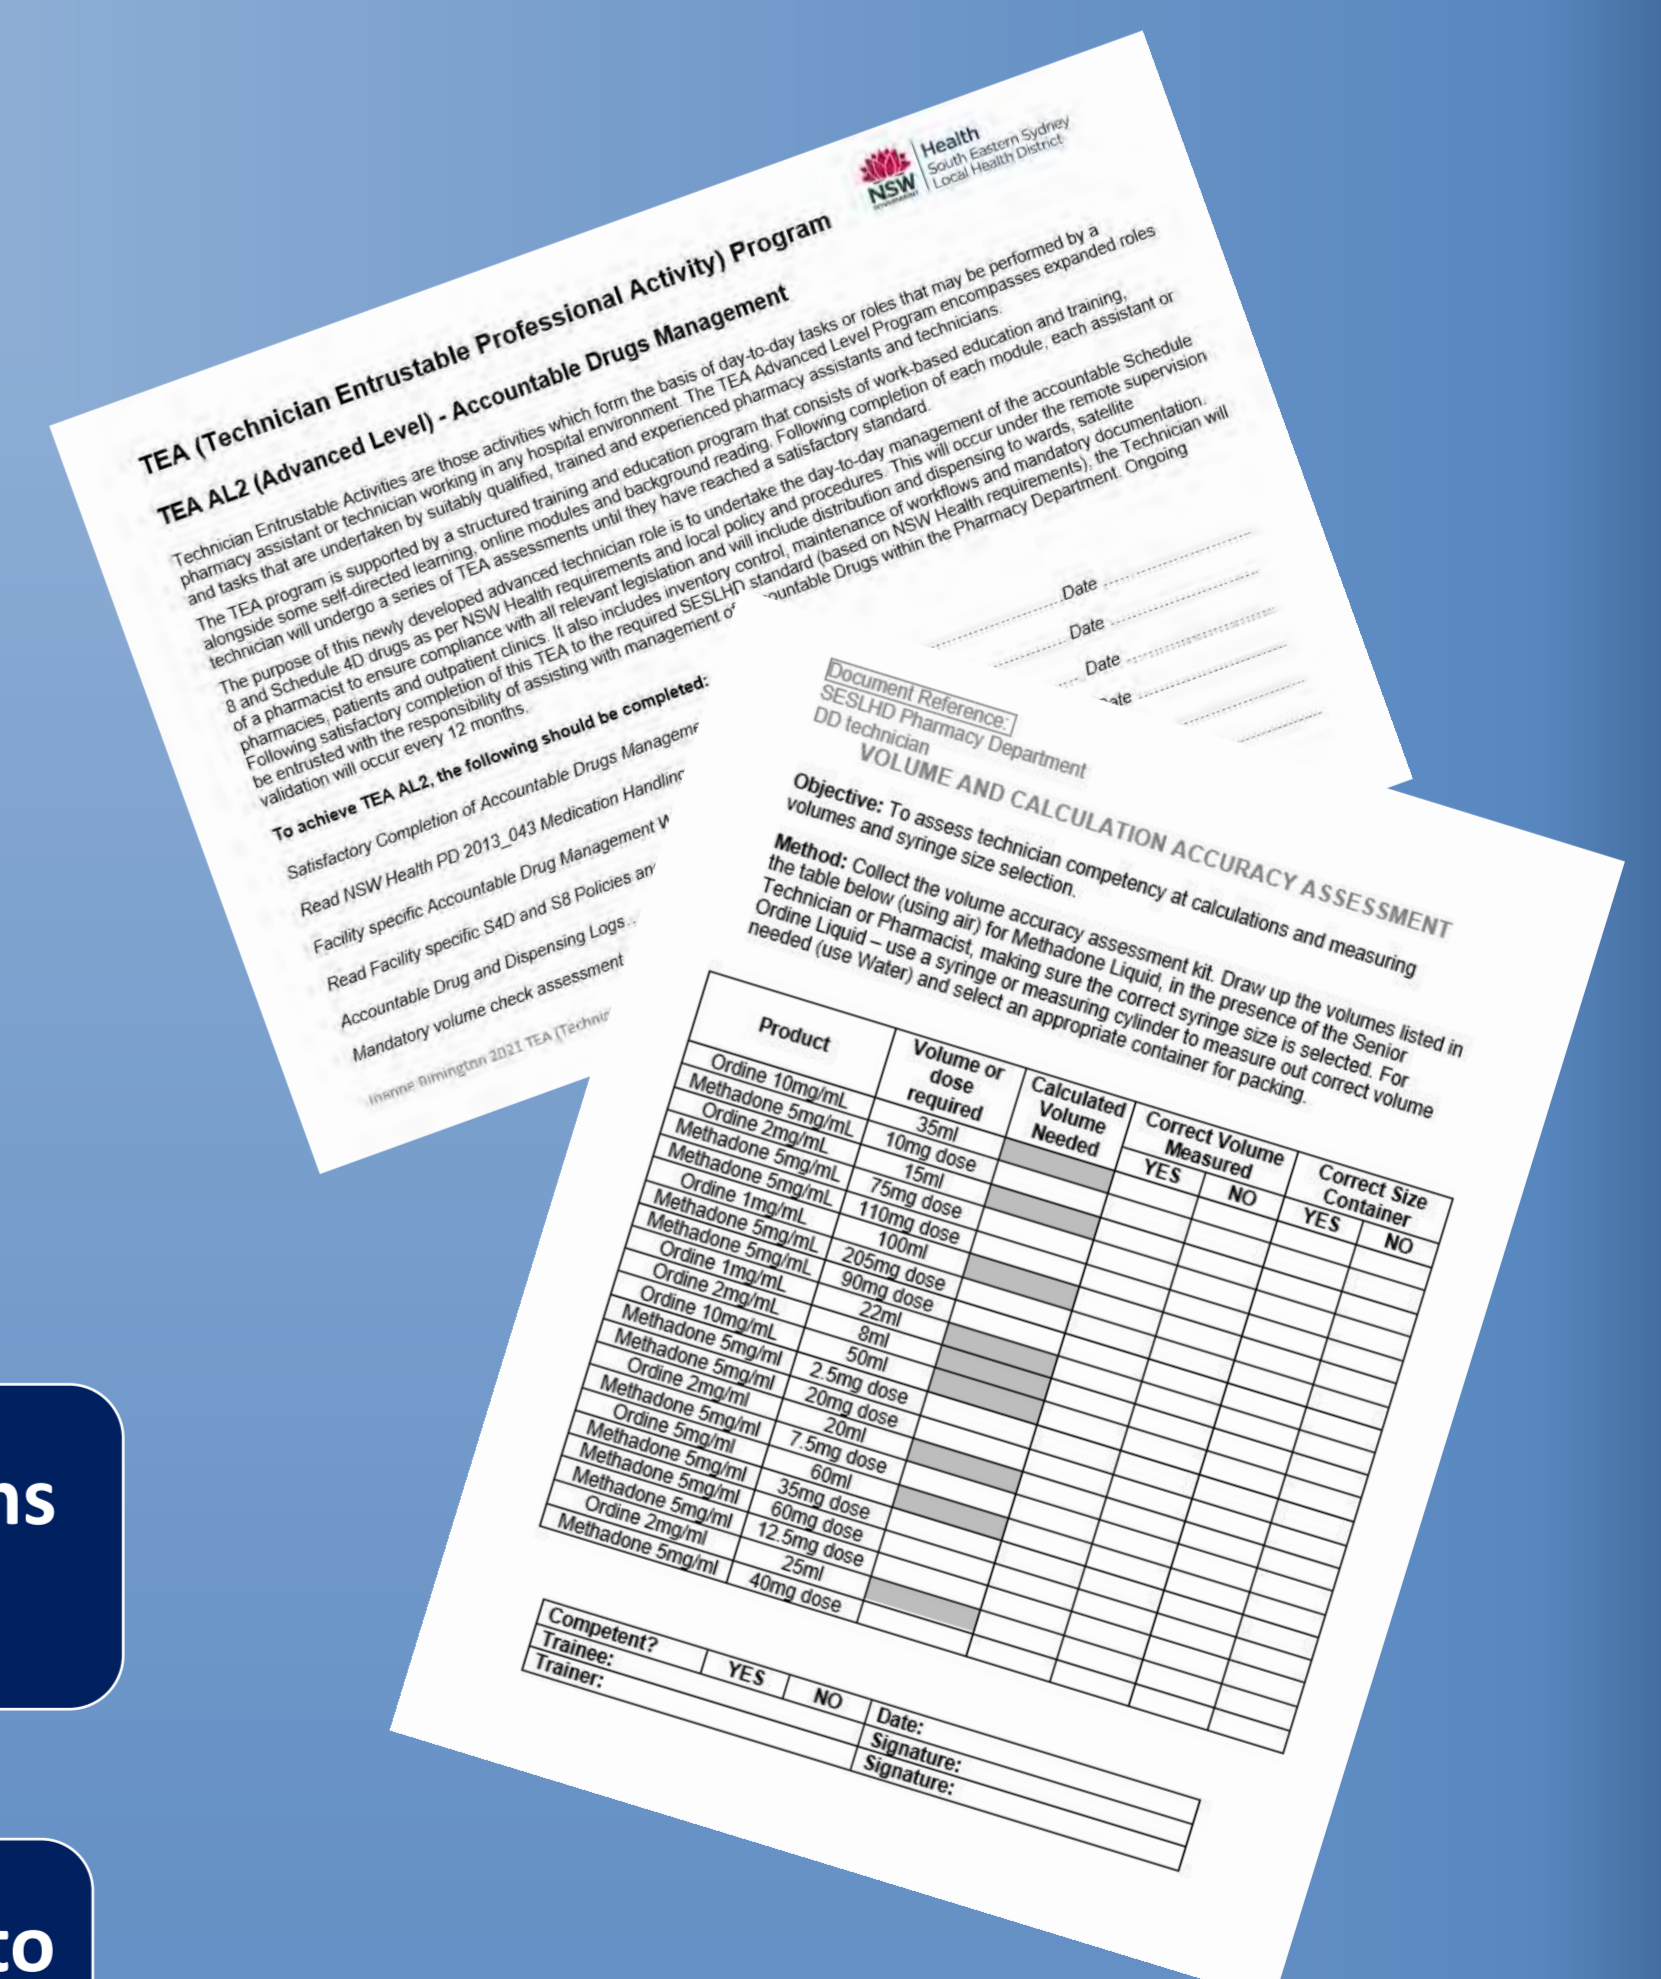 NSW
GOVERNMENT
Health
South Eastern Sydney
Local Health District
TEA (Technician Entrustable Professional Activity) Program
TEA AL2 (Advanced Level) - Accountable Drugs Management
Technician Entrustable Activities are those activities which form the basis of day-to-day tasks or roles that may be performed by a
pharmacy assistant or technician working in any hospital environment. The TEA Advanced Level Program encompasses expanded roles
and tasks that are undertaken by suitably qualified, trained and experienced pharmacy assistants and technicians.
The TEA program is supported by a structured training and education program that consists of work-based education and training,
alongside some self-directed learning, online modules and background reading. Following completion of each module, each assistant or
technician will undergo a series of TEA assessments until they have reached a satisfactory standard.
The purpose of this newly developed advanced technician role is to undertake the day-to-day management of the accountable Schedule
8 and Schedule 4D drugs as per NSW Health requirements and local policy and procedures. This will occur under the remote supervision
of a pharmacist to ensure compliance with all relevant legislation and will include distribution and dispensing to wards, satellite
pharmacies, patients and outpatient clinics. It also includes inventory control, maintenance of workflows and mandatory documentation.
Following satisfactory completion of this TEA to the required SESLHD standard (based on NSW Health requirements), the Technician will
be entrusted with the responsibility of assisting with management of ountable Drugs within the Pharmacy Department. Ongoing
validation will occur every 12 months.
To achieve TEA AL2, the following should be completed:
Satisfactory Completion of Accountable Drugs Manageme
Date
Read NSW Health PD 2013_043 Medication Handling
Date
Facility specific Accountable Drug Management W
Date
Read Facility specific S4D and S8 Policies an
ate
Accountable Drug and Dispensing Logs..
Mandatory volume check assessment
Joanne Rimington 2021 TEA (Technic
Document Reference:
SESLHD Pharmacy Department
DD technician
VOLUME AND CALCULATION ACCURACY ASSESSMENT
Objective: To assess technician competency at calculations and measuring
volumes and syringe size selection.
Method: Collect the volume accuracy assessment kit. Draw up the volumes listed in
the table below (using air) for Methadone Liquid, in the presence of the Senior
Technician or Pharmacist, making sure the correct syringe size is selected. For
Ordine Liquid – use a syringe or measuring cylinder to measure out correct volume
needed (use Water) and select an appropriate container for packing.
Product
Volume or
dose
required
Calculated
Volume
Needed
Correct Volume
Measured
YES NO
Correct Size
Container
YES NO
Ordine 10mg/mL 35ml
Methadone 5mg/mL 10mg dose
Ordine 2mg/mL 15ml
Methadone 5mg/mL 75mg dose
Methadone 5mg/mL 110mg dose
Ordine 1mg/mL 100ml
Methadone 5mg/mL 205mg dose
Methadone 5mg/mL 90mg dose
Ordine 1mg/mL 22ml
Ordine 2mg/mL 8ml
Ordine 10mg/mL 50ml
Methadone 5mg/ml 2.5mg dose
Methadone 5mg/ml 20mg dose
Ordine 2mg/ml 20ml
Methadone 5mg/ml 7.5mg dose
Ordine 5mg/ml 60ml
Methadone 5mg/ml 35mg dose
Methadone 5mg/ml 60mg dose
Methadone 5mg/ml 12.5mg dose
Ordine 2mg/ml 25ml
Methadone 5mg/ml 40mg dose
Competent? YES NO Date:
Trainee: Signature:
Trainer: Signature:
ns
to